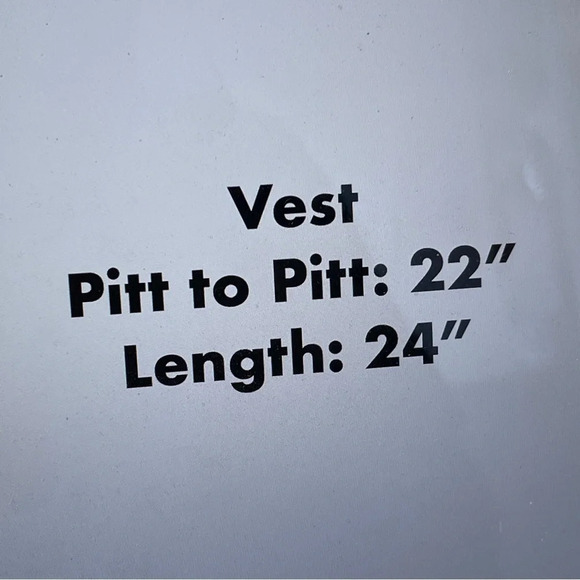 Vest
Pitt to Pitt: 22”
Length: 24”